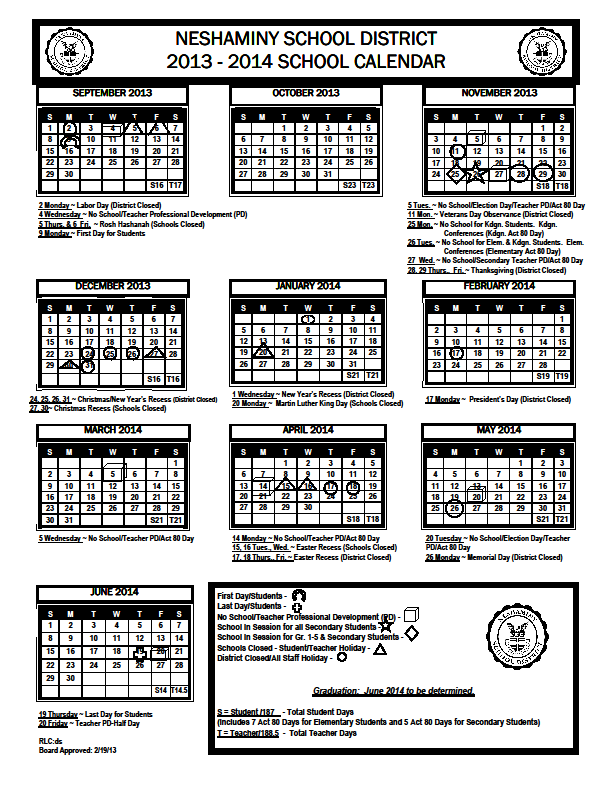 NESHAMINY SCHOOL DISTRICT
2013 - 2014 SCHOOL CALENDAR
SEPTEMBER 2013
S M T W T F S
1 2 3 4 5 6 7
8 10 11 12 13 14
15 16 17 18 19 20 21
22 23 24 25 26 27 28
29 30
S16 T17
2 Monday ~ Labor Day (District Closed)
4 Wednesday ~ No School/Teacher Professional Development (PD)
5 Thurs. & 6 Fri. ~ Rosh Hashanah (Schools Closed)
9 Monday ~ First Day for Students
OCTOBER 2013
S M T W T F S
1 2 3 4 5
6 7 8 9 10 11 12
13 14 15 16 17 18 19
20 21 22 23 24 25 26
27 28 29 30 31
S23 T23
NOVEMBER 2013
S M T W T F S
1 2
3 4 5 6 7 8 9
10 11 12 13 14 15 16
17 18 19 20 21 22 23
24 25 26 27 28 29 30
S18 T18
5 Tues. ~ No School/Election Day/Teacher PD/Act 80 Day
11 Mon. ~ Veterans Day Observance (District Closed)
25 Mon. ~ No School for Kdgn. Students. Kdgn.
Conferences (Kdgn. Act 80 Day)
26 Tues. ~ No School for Elem. & Kdgn. Students. Elem.
Conferences (Elementary Act 80 Day)
27 Wed. ~ No School/Secondary Teacher PD/Act 80 Day
28, 29 Thurs., Fri. ~ Thanksgiving (District Closed)
DECEMBER 2013
S M T W T F S
1 2 3 4 5 6 7
8 9 10 11 12 13 14
15 16 17 18 19 20 21
22 23 24 25 26 27 28
29 30 31
S16 T16
24, 25, 26, 31 ~ Christmas/New Year's Recess (District Closed)
27, 30~ Christmas Recess (Schools Closed)
JANUARY 2014
S M T W T F S
1 2 3 4
5 6 7 8 9 10 11
12 13 14 15 16 17 18
19 20 21 22 23 24 25
26 27 28 29 30 31
S21 T21
1 Wednesday ~ New Year's Recess (District Closed)
20 Monday ~ Martin Luther King Day (Schools Closed)
FEBRUARY 2014
S M T W T F S
1
2 3 4 5 6 7 8
9 10 11 12 13 14 15
16 17 18 19 20 21 22
23 24 25 26 27 28
S19 T19
17 Monday ~ President's Day (District Closed)
MARCH 2014
S M T W T F S
1
2 3 4 5 6 7 8
9 10 11 12 13 14 15
16 17 18 19 20 21 22
23 24 25 26 27 28 29
30 31 S21 T21
5 Wednesday ~ No School/Teacher PD/Act 80 Day
APRIL 2014
S M T W T F S
1 2 3 4 5
6 7 8 9 10 11 12
13 14 15 16 17 18 19
20 21 22 23 24 25 26
27 28 29 30
S18 T18
14 Monday ~ No School/Teacher PD/Act 80 Day
15, 16 Tues., Wed. ~ Easter Recess (Schools Closed)
17, 18 Thurs., Fri. ~ Easter Recess (District Closed)
MAY 2014
S M T W T F S
1 2 3
4 5 6 7 8 9 10
11 12 13 14 15 16 17
18 19 20 21 22 23 24
25 26 27 28 29 30 31
S21 T21
20 Tuesday ~ No School/Election Day/Teacher
PD/Act 80 Day
26 Monday ~ Memorial Day (District Closed)
JUNE 2014
S M T W T F S
1 2 3 4 5 6 7
8 9 10 11 12 13 14
15 16 17 18 19 20 21
22 23 24 25 26 27 28
29 30
S14 T14.5
19 Thursday ~ Last Day for Students
20 Friday ~ Teacher PD-Half Day
RLC:ds
Board Approved: 2/19/13
First Day/Students -
Last Day/Students -
No School/Teacher Professional Development (PD) -
School In Session for all Secondary Students -
School In Session for Gr. 1-5 & Secondary Students -
Schools Closed - Student/Teacher Holiday -
District Closed/All Staff Holiday -
NESHAMINY SCHOOL DISTRICT
Graduation: June 2014 to be determined.
S = Student /187 - Total Student Days
(Includes 7 Act 80 Days for Elementary Students and 5 Act 80 Days for Secondary Students)
T = Teacher/188.5 - Total Teacher Days